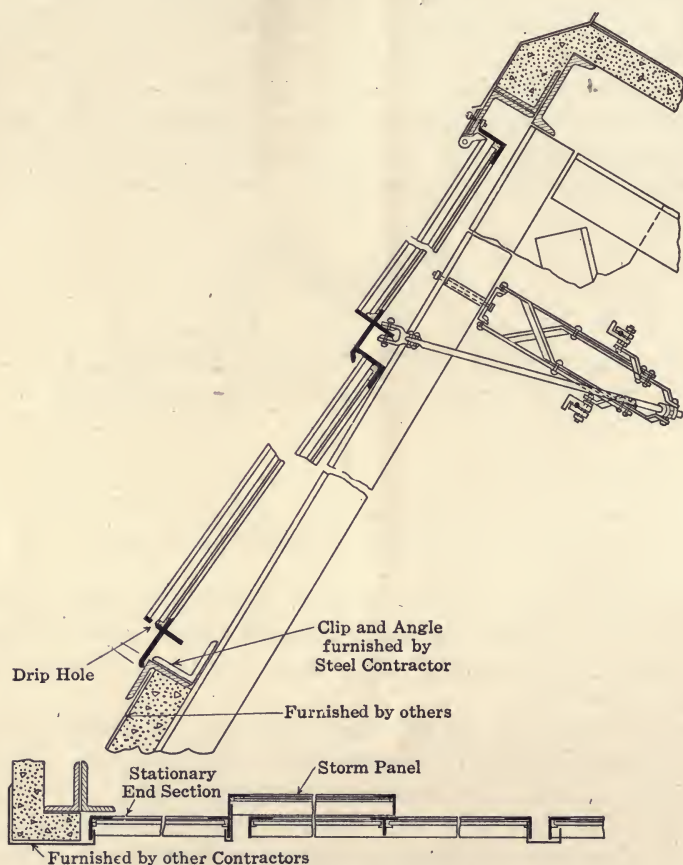 Clip and Angle
furnished by
Steel Contractor
Drip Hole
Furnished by others
Stationary
End Section
Storm Panel
Furnished by other Contractors